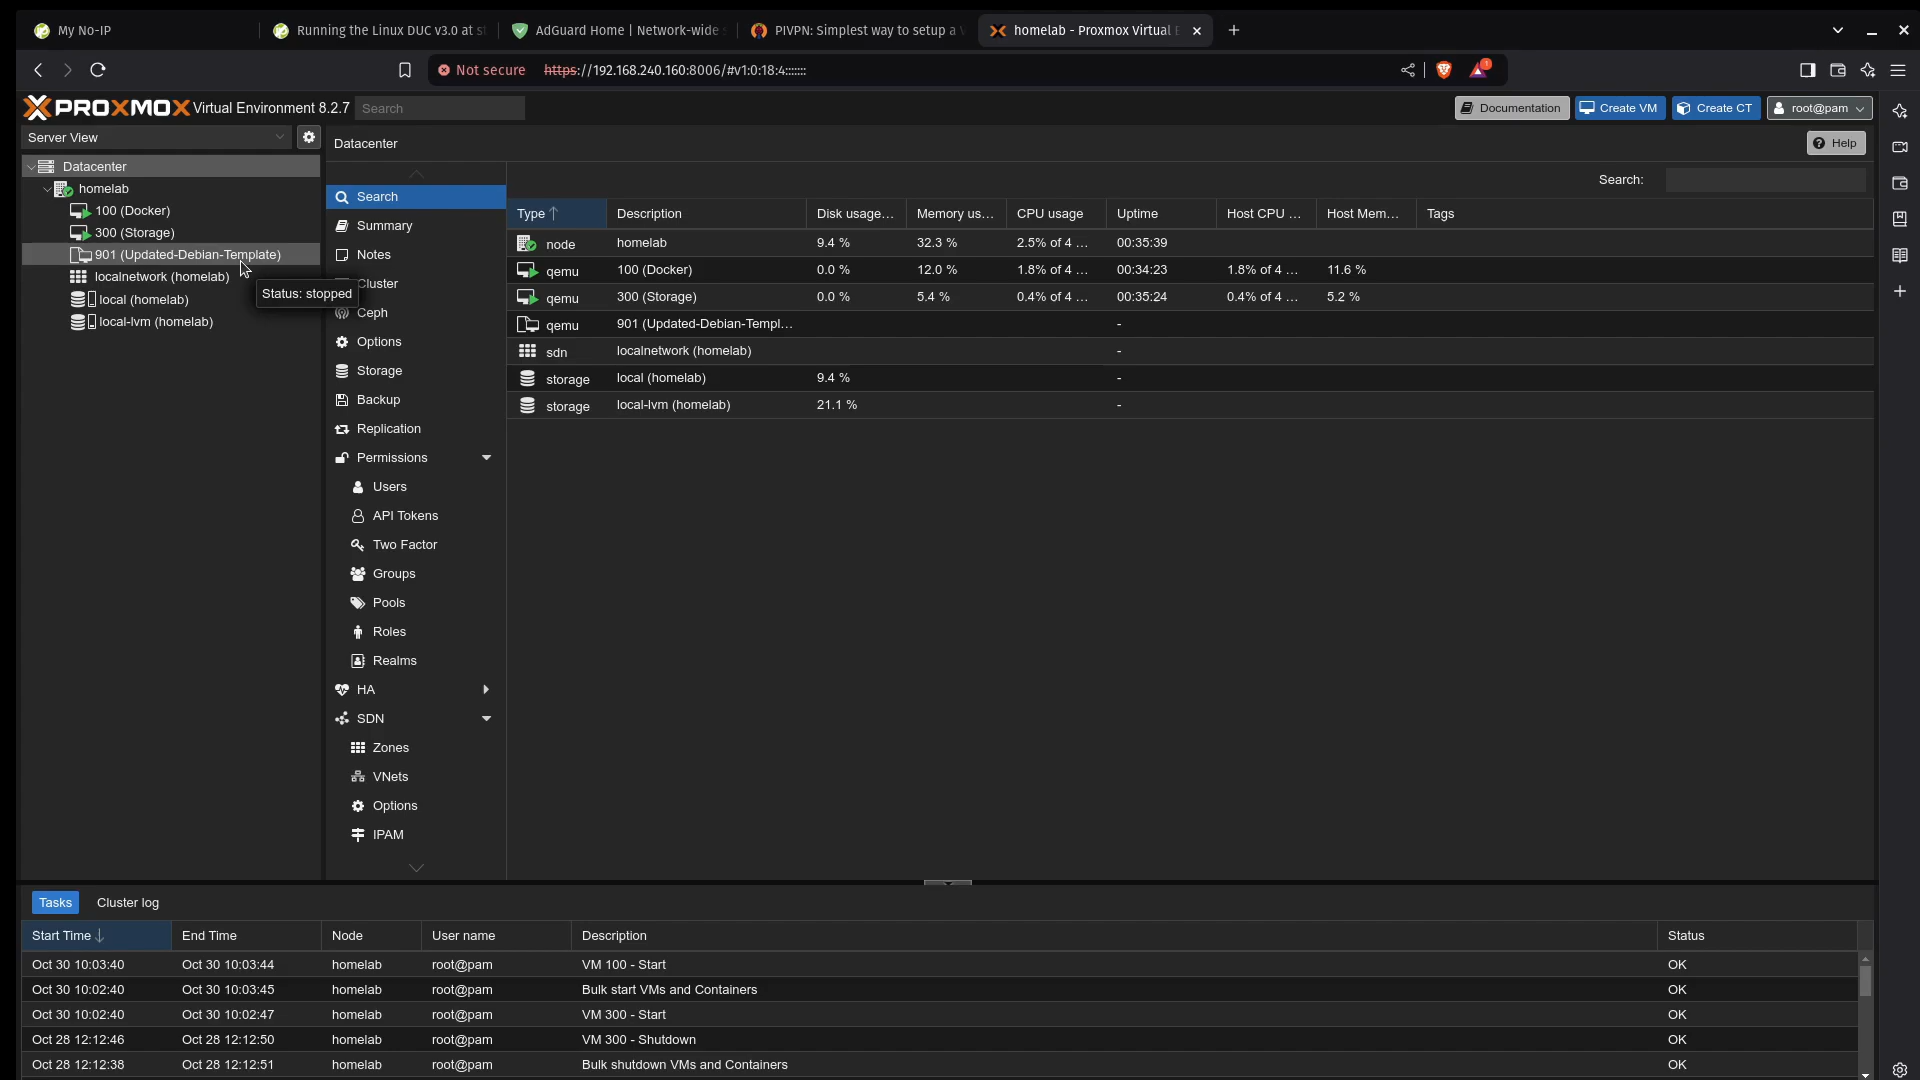 My No-IP
Running the Linux DUC v3.0 at st
AdGuard Home | Network-wide
PIVPN: Simplest way to setup a V
homelab - Proxmox Virtual E
Not secure https://192.168.240.160:8006/#v1:0:18:4:::::::
1
PROXMOX Virtual Environment 8.2.7
Search
Documentation
Create VM
Create CT
root@pam
Server View
Datacenter
homelab
100 (Docker)
300 (Storage)
901 (Updated-Debian-Template)
localnetwork (homelab)
local (homelab)
local-lvm (homelab)
Status: stopped
Datacenter
Help
Search
Summary
Notes
Cluster
Ceph
Options
Storage
Backup
Replication
Permissions
Users
API Tokens
Two Factor
Groups
Pools
Roles
Realms
HA
SDN
Zones
VNets
Options
IPAM
Search:
Type Description Disk usage... Memory us... CPU usage Uptime Host CPU ... Host Mem... Tags
node homelab 9.4 % 32.3 % 2.5% of 4 ... 00:35:39
qemu 100 (Docker) 0.0 % 12.0 % 1.8% of 4 ... 00:34:23 1.8% of 4 ... 11.6 %
qemu 300 (Storage) 0.0 % 5.4 % 0.4% of 4 ... 00:35:24 0.4% of 4 ... 5.2 %
qemu 901 (Updated-Debian-Templ... -
sdn localnetwork (homelab) -
storage local (homelab) 9.4 % -
storage local-lvm (homelab) 21.1 % -
Tasks Cluster log
Start Time End Time Node User name Description Status
Oct 30 10:03:40 Oct 30 10:03:44 homelab root@pam VM 100 - Start OK
Oct 30 10:02:40 Oct 30 10:03:45 homelab root@pam Bulk start VMs and Containers OK
Oct 30 10:02:40 Oct 30 10:02:47 homelab root@pam VM 300 - Start OK
Oct 28 12:12:46 Oct 28 12:12:50 homelab root@pam VM 300 - Shutdown OK
Oct 28 12:12:38 Oct 28 12:12:51 homelab root@pam Bulk shutdown VMs and Containers OK